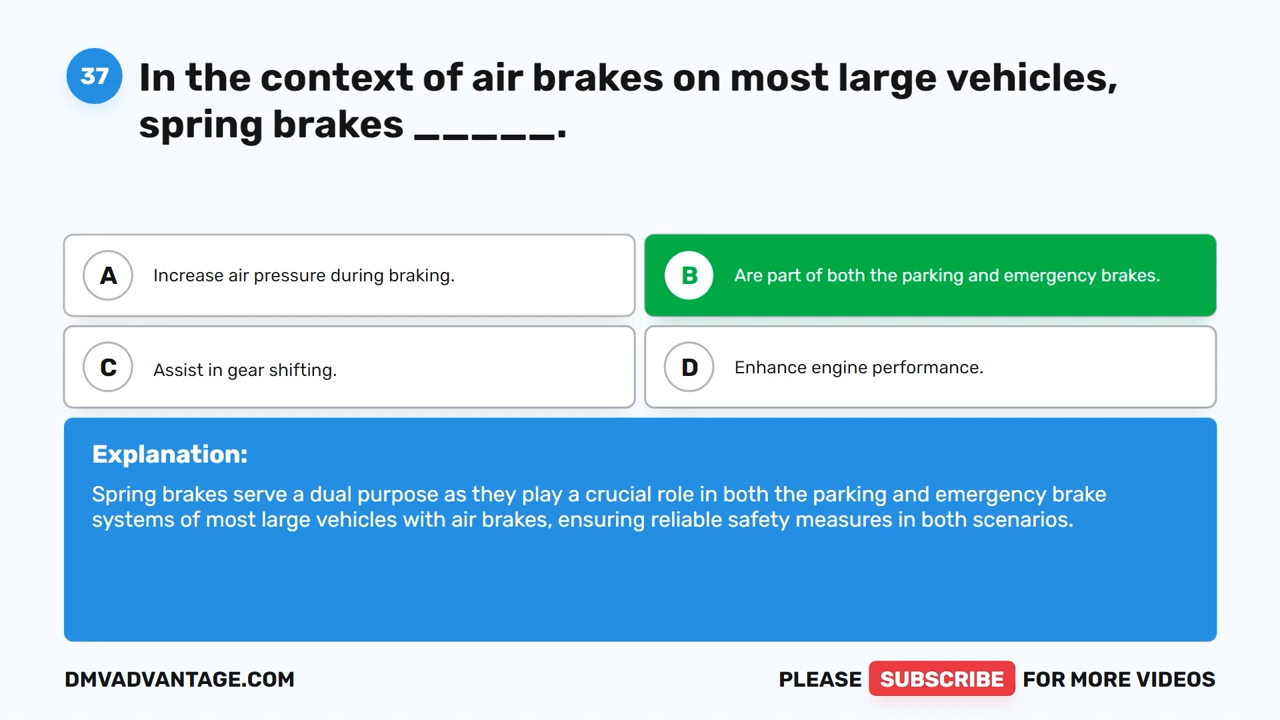 37
In the context of air brakes on most large vehicles,
spring brakes _____.
A Increase air pressure during braking.
B Are part of both the parking and emergency brakes.
C Assist in gear shifting.
D Enhance engine performance.
Explanation:
Spring brakes serve a dual purpose as they play a crucial role in both the parking and emergency brake
systems of most large vehicles with air brakes, ensuring reliable safety measures in both scenarios.
DMVADVANTAGE.COM
PLEASE SUBSCRIBE FOR MORE VIDEOS